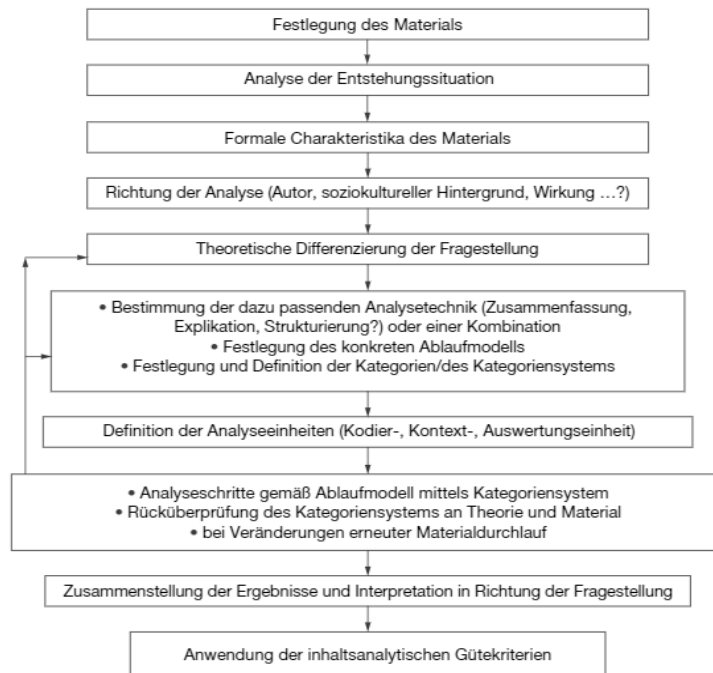 Festlegung des Materials
Analyse der Entstehungssituation
Formale Charakteristika des Materials
Richtung der Analyse (Autor, soziokultureller Hintergrund, Wirkung …?)
Theoretische Differenzierung der Fragestellung
• Bestimmung der dazu passenden Analysetechnik (Zusammenfassung,
Explikation, Strukturierung?) oder einer Kombination
• Festlegung des konkreten Ablaufmodells
• Festlegung und Definition der Kategorien/des Kategoriensystems
Definition der Analyseeinheiten (Kodier-, Kontext-, Auswertungseinheit)
• Analyseschritte gemäß Ablaufmodell mittels Kategoriensystem
• Rücküberprüfung des Kategoriensystems an Theorie und Material
• bei Veränderungen erneuter Materialdurchlauf
Zusammenstellung der Ergebnisse und Interpretation in Richtung der Fragestellung
Anwendung der inhaltsanalytischen Gütekriterien